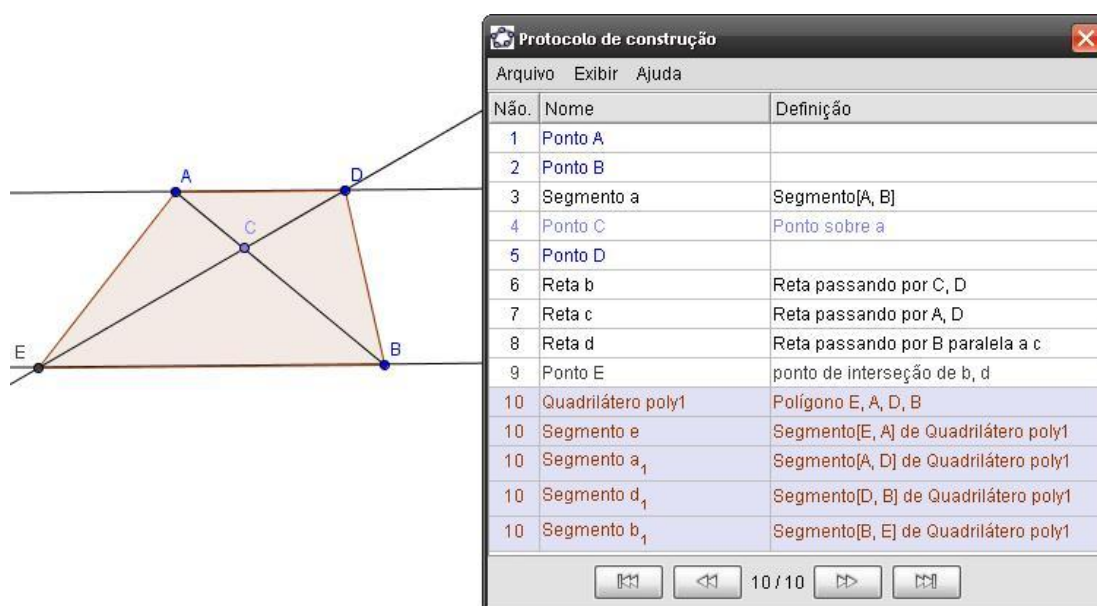 A
D
C
E
B
Protocolo de construção
Arquivo Exibir Ajuda
Não. Nome Definição
1 Ponto A
2 Ponto B
3 Segmento a Segmento[A, B]
4 Ponto C Ponto sobre a
5 Ponto D
6 Reta b Reta passando por C, D
7 Reta c Reta passando por A, D
8 Reta d Reta passando por B paralela a c
9 Ponto E ponto de interseção de b, d
10 Quadrilátero poly1 Polígono E, A, D, B
10 Segmento e Segmento[E, A] de Quadrilátero poly1
10 Segmento a₁ Segmento[A, D] de Quadrilátero poly1
10 Segmento d₁ Segmento[D, B] de Quadrilátero poly1
10 Segmento b₁ Segmento[B, E] de Quadrilátero poly1
10 / 10